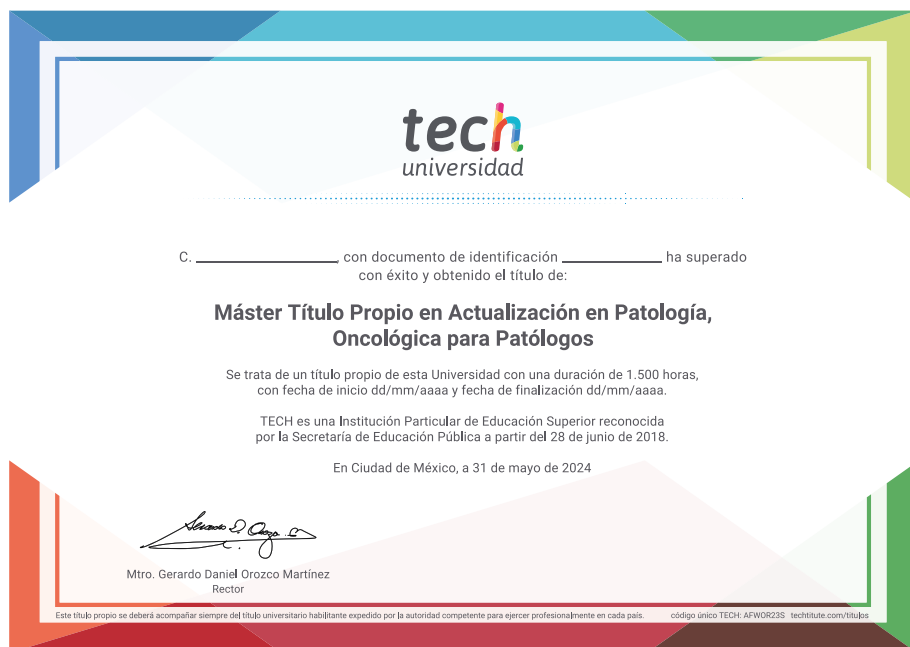 tech
universidad
C. ____________, con documento de identificación ____________ ha superado
con éxito y obtenido el título de:
Máster Título Propio en Actualización en Patología,
Oncológica para Patólogos
Se trata de un título propio de esta Universidad con una duración de 1.500 horas,
con fecha de inicio dd/mm/aaaa y fecha de finalización dd/mm/aaaa.
TECH es una Institución Particular de Educación Superior reconocida
por la Secretaría de Educación Pública a partir del 28 de junio de 2018.
En Ciudad de México, a 31 de mayo de 2024
Mtro. Gerardo Daniel Orozco Martínez
Rector
Este título propio se deberá acompañar siempre del título universitario habilitante expedido por la autoridad competente para ejercer profesionalmente en cada país. código único TECH: AFWOR23S techtitute.com/titulos